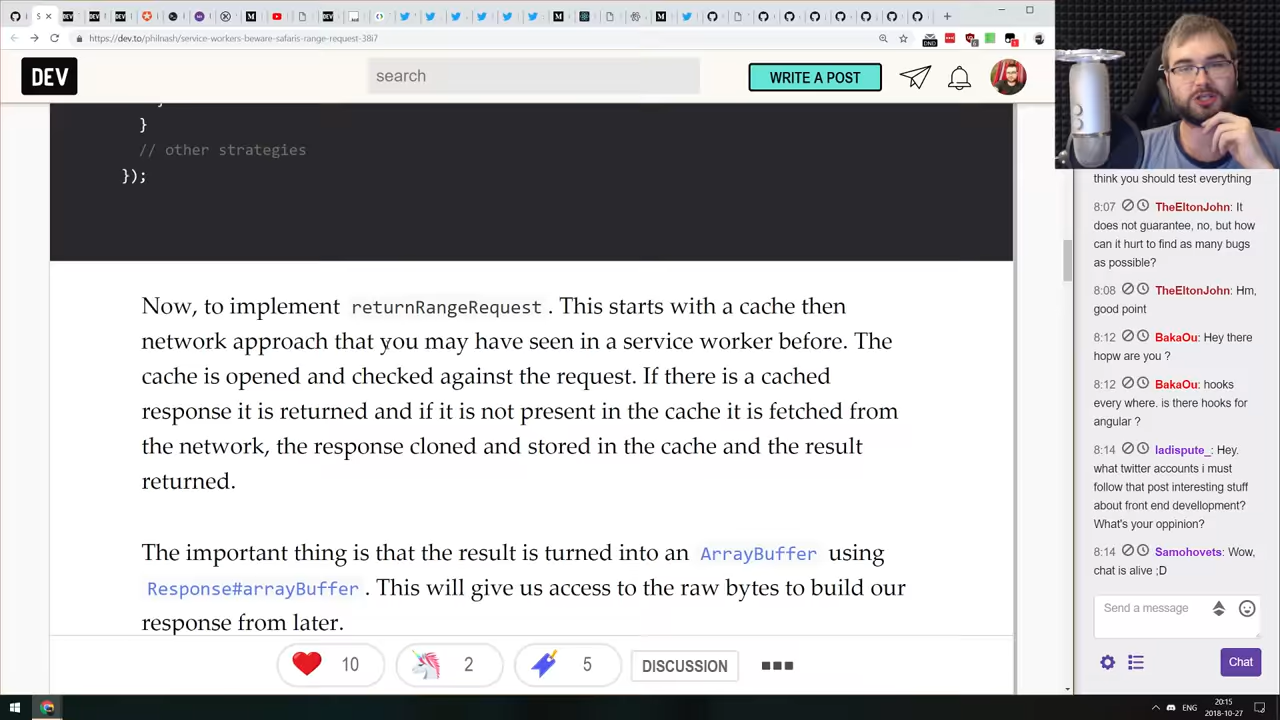 5
https://dev.to/philnash/service-workers-beware-safaris-range-request-38i7
DND
DEV
search
WRITE A POST
}
// other strategies
});
Now, to implement returnRangeRequest . This starts with a cache then
network approach that you may have seen in a service worker before. The
cache is opened and checked against the request. If there is a cached
response it is returned and if it is not present in the cache it is fetched from
the network, the response cloned and stored in the cache and the result
returned.
The important thing is that the result is turned into an ArrayBuffer using
Response#arrayBuffer . This will give us access to the raw bytes to build our
response from later.
10
2
5
DISCUSSION
think you should test everything
8:07 TheEltonJohn: It
does not guarantee, no, but how
can it hurt to find as many bugs
as possible?
8:08 TheEltonJohn: Hm,
good point
8:12 BakaOu: Hey there
hopw are you ?
8:12 BakaOu: hooks
every where. is there hooks for
angular ?
8:14 ladispute_: Hey.
what twitter accounts i must
follow that post interesting stuff
about front end devellopment?
What's your oppinion?
8:14 Samohovets: Wow,
chat is alive ;D
Send a message
Chat
ENG
20:15
2018-10-27